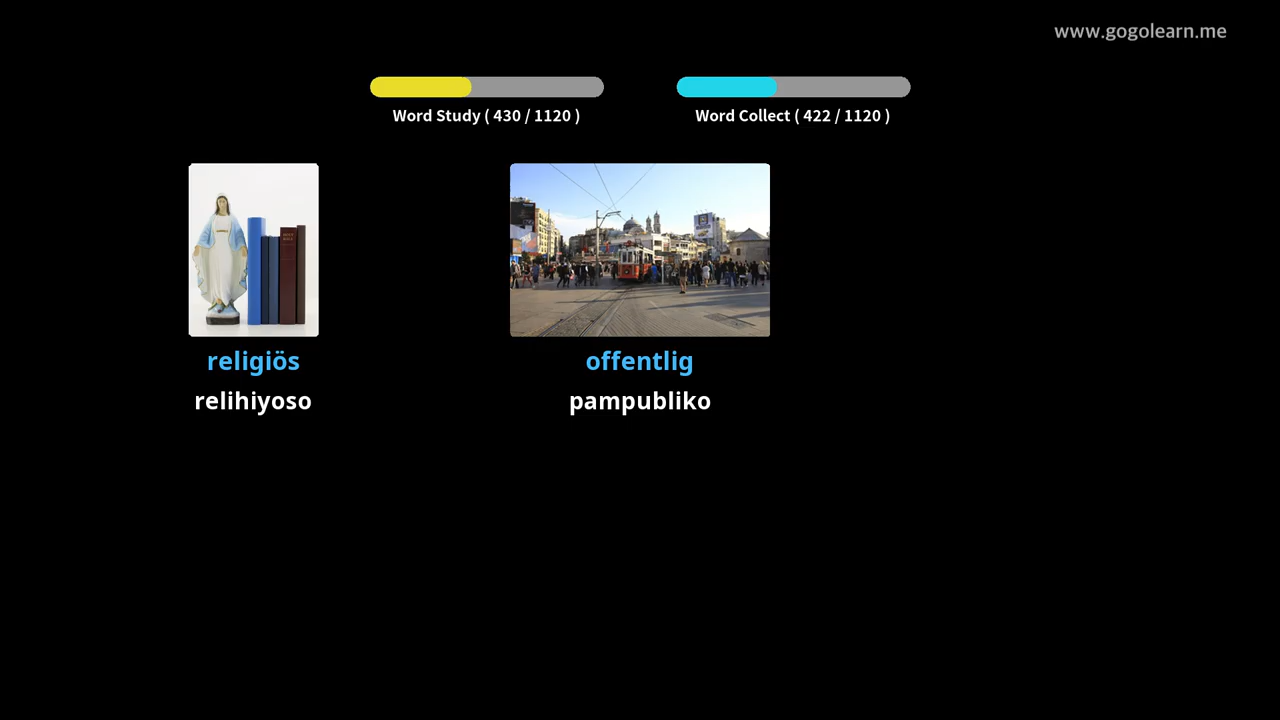 www.gogolearn.me
Word Study ( 430 / 1120 )
Word Collect ( 422 / 1120 )
religiös
offentlig
relihiyoso
pampubliko